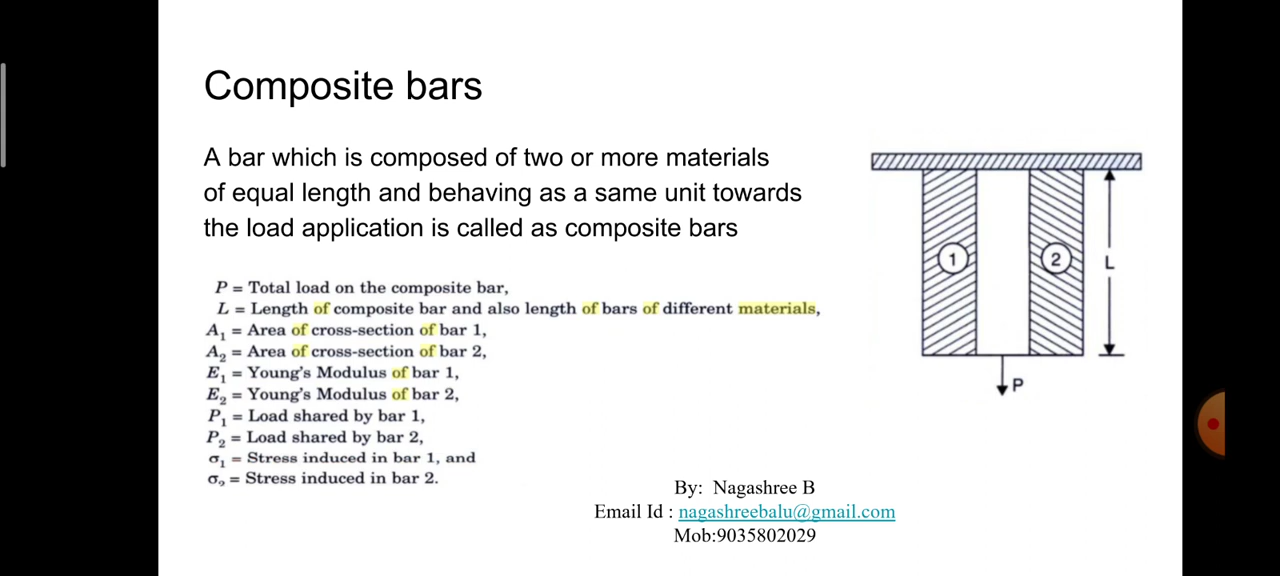 Composite bars
A bar which is composed of two or more materials
of equal length and behaving as a same unit towards
the load application is called as composite bars
P = Total load on the composite bar,
L = Length of composite bar and also length of bars of different materials,
A₁ = Area of cross-section of bar 1,
A₂ = Area of cross-section of bar 2,
E₁ = Young's Modulus of bar 1,
E₂ = Young's Modulus of bar 2,
P₁ = Load shared by bar 1,
P₂ = Load shared by bar 2,
σ₁ = Stress induced in bar 1, and
σ₂ = Stress induced in bar 2.
1
2
L
P
By: Nagashree B
Email Id : nagashreebalu@gmail.com
Mob:9035802029